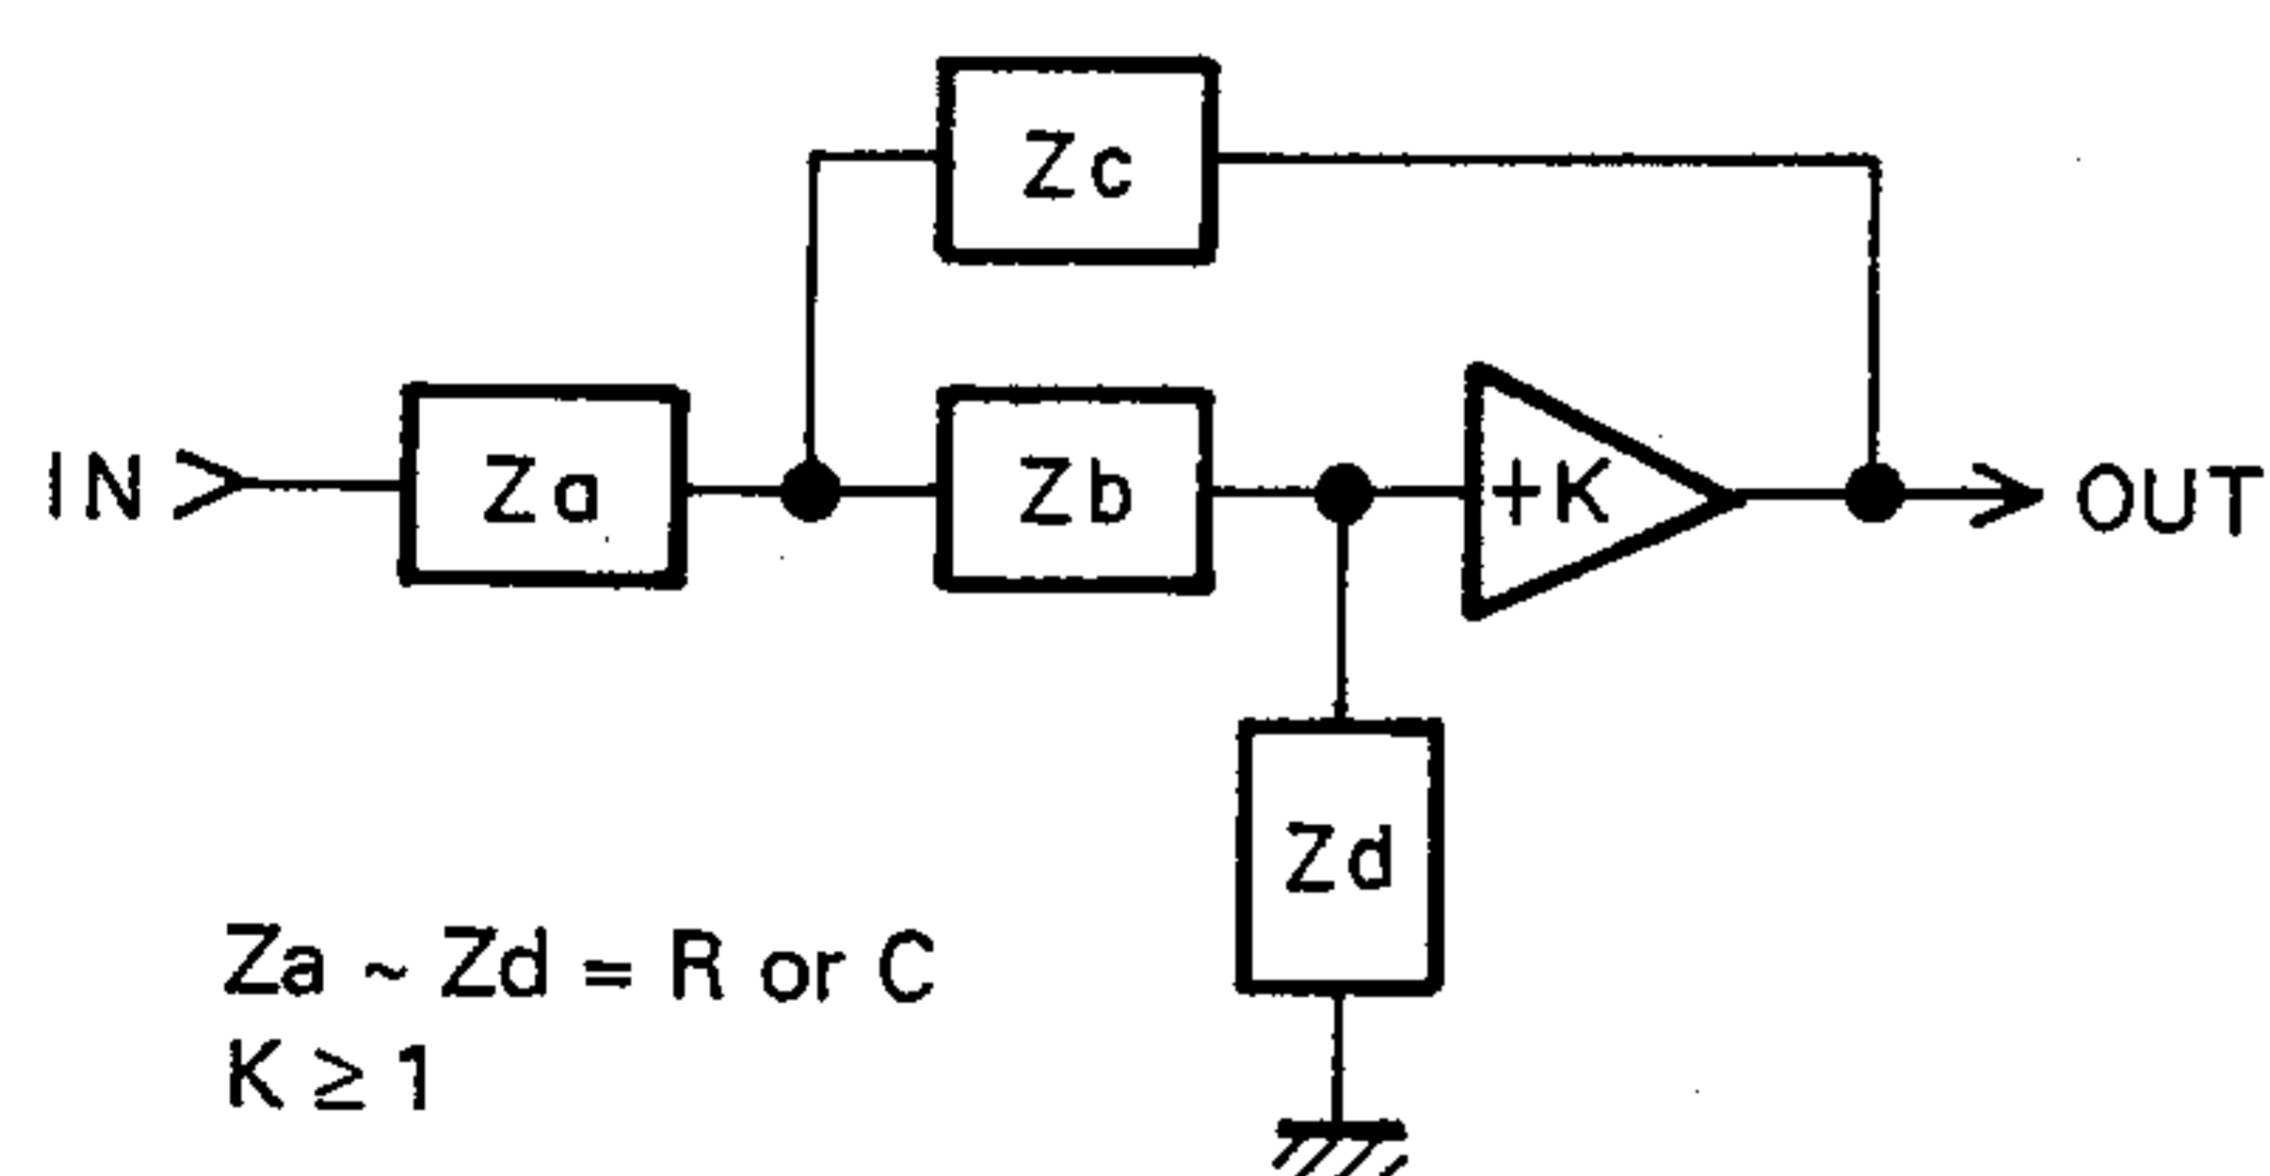 Zc
IN
Za
Zb
+K
OUT
Zd
Za ~ Zd = R or C
K ≥ 1